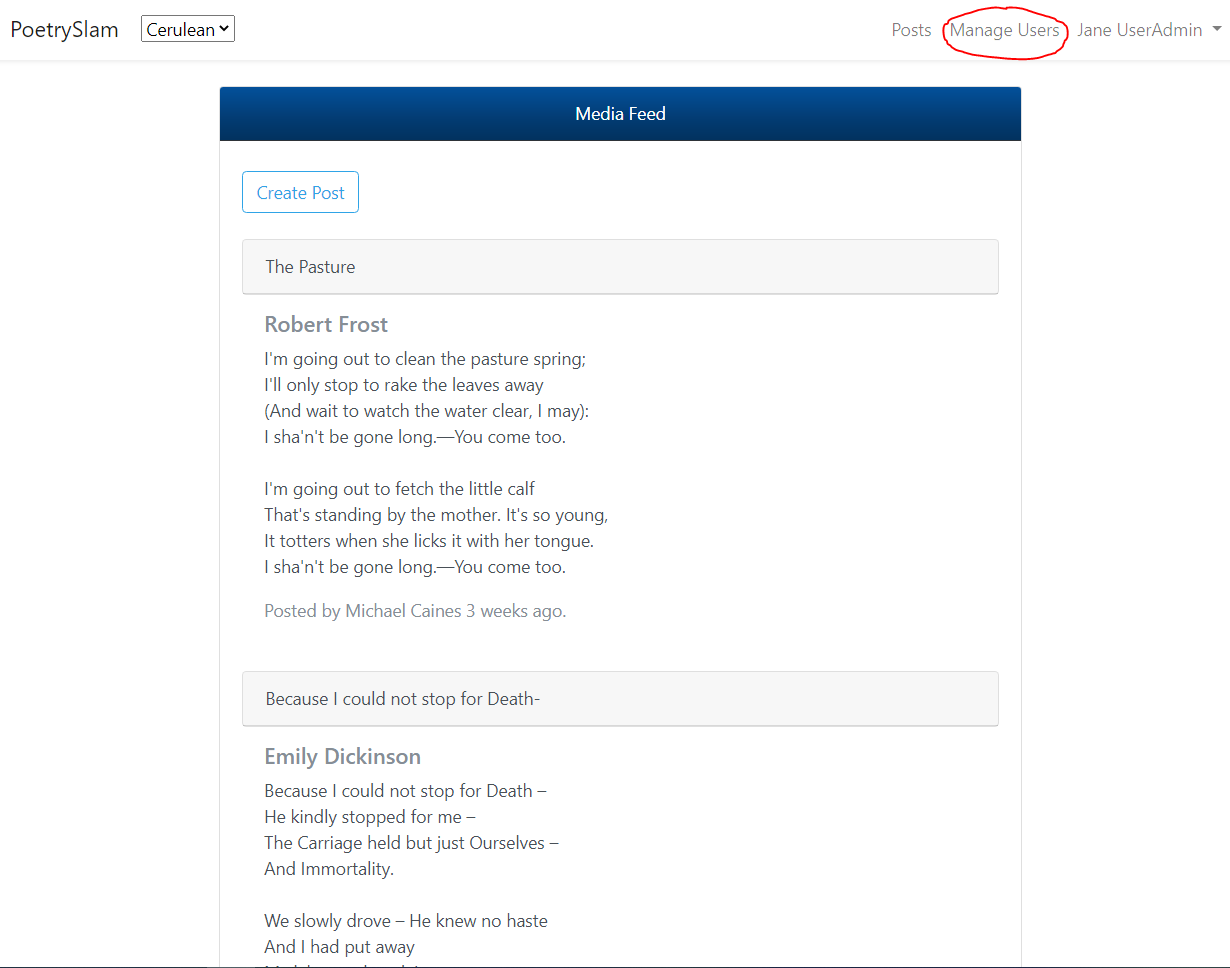 PoetrySlam Cerulean Posts Manage Users Jane UserAdmin
Media Feed
Create Post
The Pasture
Robert Frost
I'm going out to clean the pasture spring;
I'll only stop to rake the leaves away
(And wait to watch the water clear, I may):
I sha'n't be gone long.—You come too.
I'm going out to fetch the little calf
That's standing by the mother. It's so young,
It totters when she licks it with her tongue.
I sha'n't be gone long.—You come too.
Posted by Michael Caines 3 weeks ago.
Because I could not stop for Death-
Emily Dickinson
Because I could not stop for Death –
He kindly stopped for me –
The Carriage held but just Ourselves –
And Immortality.
We slowly drove – He knew no haste
And I had put away